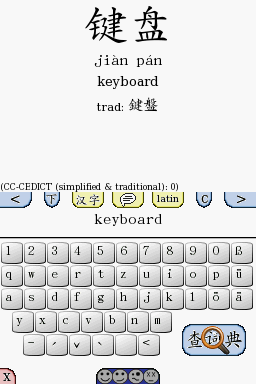 键盘
jiàn pán
keyboard
trad: 鍵盤
(CC-CEDICT (simplified & traditional): 0)
< 下 汉字 latin C >
keyboard
1 2 3 4 5 6 7 8 9 0 ß
q w e r t z u i o p ü
a s d f g h j k l ö ä
y x c v b n m
- ˊ ˇ ˋ <
查词典
X